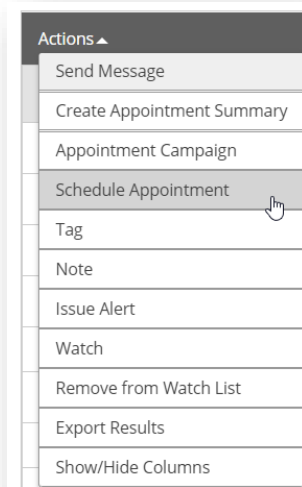 Actions▲
Send Message
Create Appointment Summary
Appointment Campaign
Schedule Appointment
Tag
Note
Issue Alert
Watch
Remove from Watch List
Export Results
Show/Hide Columns